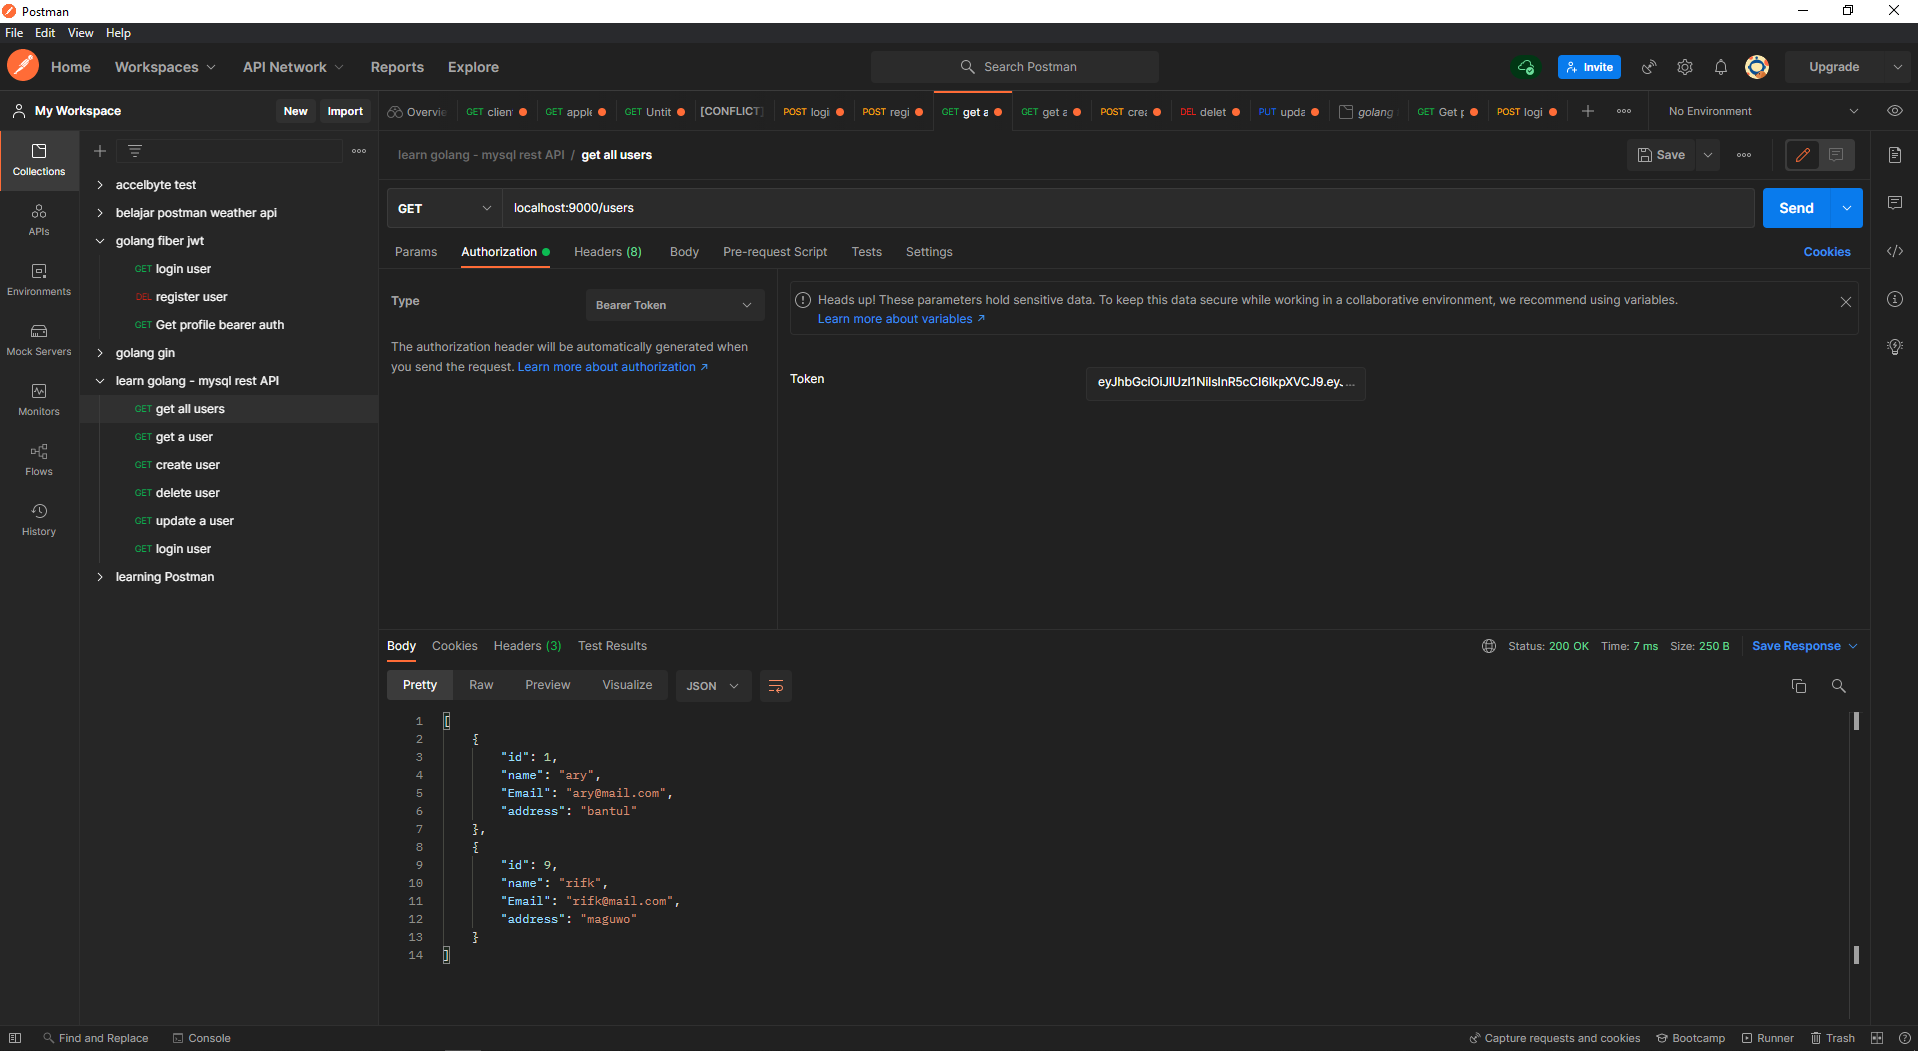 Postman
File Edit View Help
Home Workspaces API Network Reports Explore
Search Postman
Invite
Upgrade
My Workspace
New Import
Overvie
GET client
GET apple
GET Untit
[CONFLICT]
POST logi
POST regi
GET get a
GET get a
POST crea
DEL delet
PUT upda
golang
GET Get p
POST logi
No Environment
Collections
APIs
Environments
Mock Servers
Monitors
Flows
History
accelbyte test
belajar postman weather api
golang fiber jwt
GET login user
DEL register user
GET Get profile bearer auth
golang gin
learn golang - mysql rest API
GET get all users
GET get a user
GET create user
GET delete user
GET update a user
GET login user
learning Postman
learn golang - mysql rest API / get all users
Save
GET localhost:9000/users
Send
Params Authorization Headers (8) Body Pre-request Script Tests Settings
Cookies
Type
Bearer Token
The authorization header will be automatically generated when
you send the request. Learn more about authorization ↗
Heads up! These parameters hold sensitive data. To keep this data secure while working in a collaborative environment, we recommend using variables.
Learn more about variables ↗
Token
eyJhbGciOiJIUzI1NiIsInR5cCI6IkpXVCJ9.ey. ...
Body Cookies Headers (3) Test Results
Status: 200 OK Time: 7 ms Size: 250 B
Save Response
Pretty Raw Preview Visualize JSON
1 [
2 {
3 "id": 1,
4 "name": "ary",
5 "Email": "ary@mail.com",
6 "address": "bantul"
7 },
8 {
9 "id": 9,
10 "name": "rifk",
11 "Email": "rifk@mail.com",
12 "address": "maguwo"
13 }
14 ]
Find and Replace Console
Capture requests and cookies Bootcamp Runner Trash